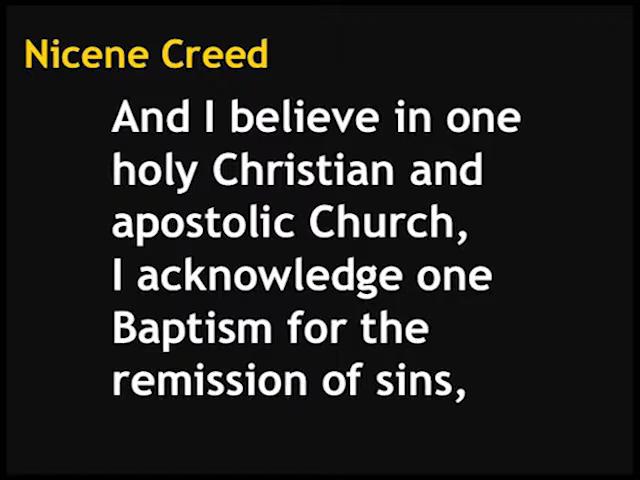 Nicene Creed
And I believe in one
holy Christian and
apostolic Church,
I acknowledge one
Baptism for the
remission of sins,